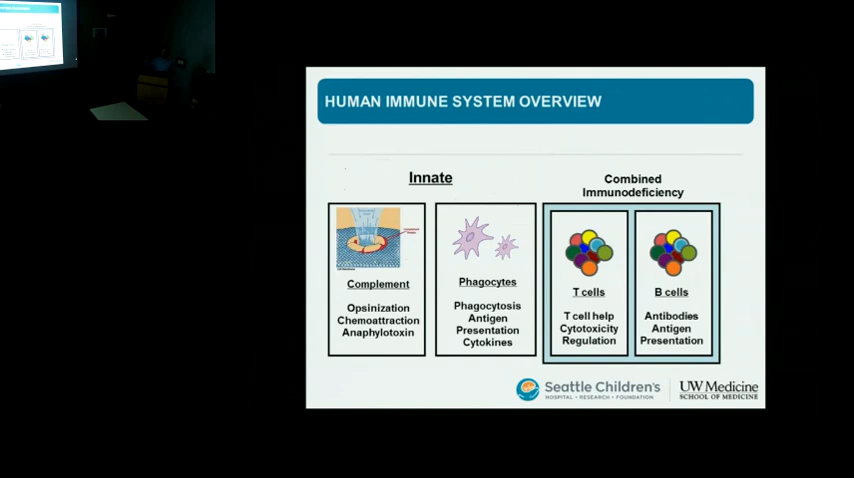 HUMAN IMMUNE SYSTEM OVERVIEW
Innate
Combined
Immunodeficiency
Complement
Opsinization
Chemoattraction
Anaphylotoxin
Phagocytes
Phagocytosis
Antigen
Presentation
Cytokines
T cells
T cell help
Cytotoxicity
Regulation
B cells
Antibodies
Antigen
Presentation
Seattle Children's
HOSPITAL • RESEARCH • FOUNDATION
UW Medicine
SCHOOL OF MEDICINE